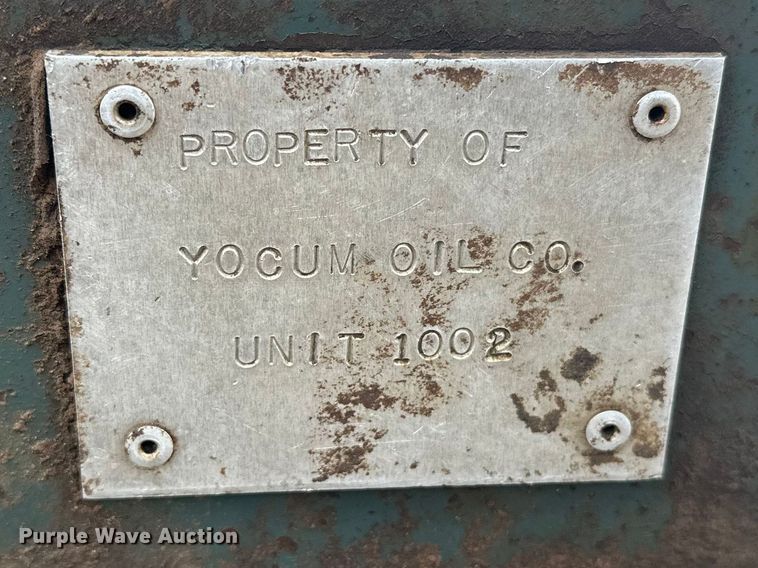 PROPERTY OF
YOCUM OIL CO.
UNIT 1002
Purple Wave Auction